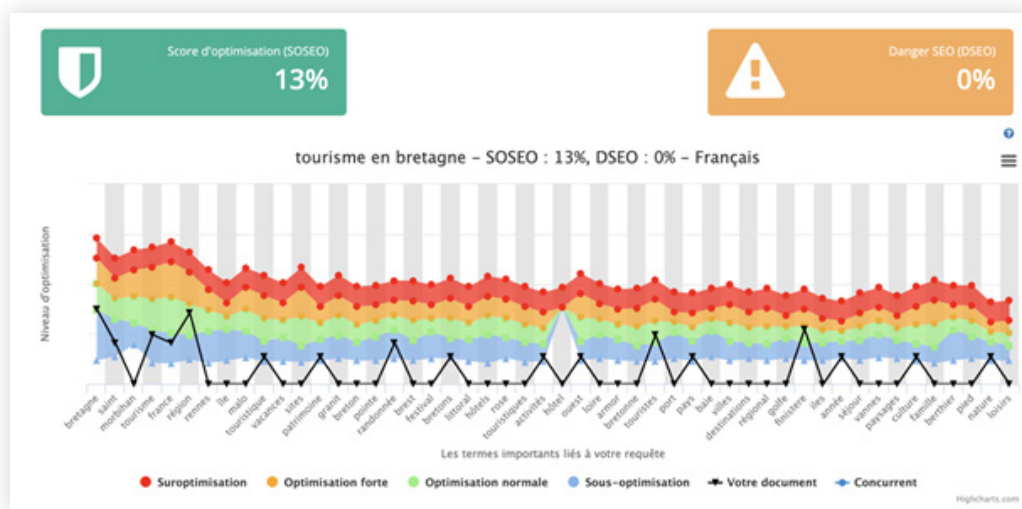 Score d'optimisation (SOSEO)
13%
Danger SEO (DSEO)
0%
tourisme en bretagne - SOSEO : 13%, DSEO : 0% - Français
Niveau d'optimisation
bretagne
saint
morbihan
tourisme
france
région
rennes
île
malo
touristique
vacances
sites
patrimoine
granit
breton
pointe
randonnée
brest
festival
bretons
littoral
hôtels
rose
touristiques
activités
hôtel
ouest
loire
armor
bretonne
touristes
port
pays
baie
villes
destinations
régional
golfe
finistère
iles
année
séjour
vannes
paysages
culture
famille
berthier
pied
nature
loisirs
Les termes importants liés à votre requête
Suroptimisation
Optimisation forte
Optimisation normale
Sous-optimisation
Votre document
Concurrent
Highcharts.com